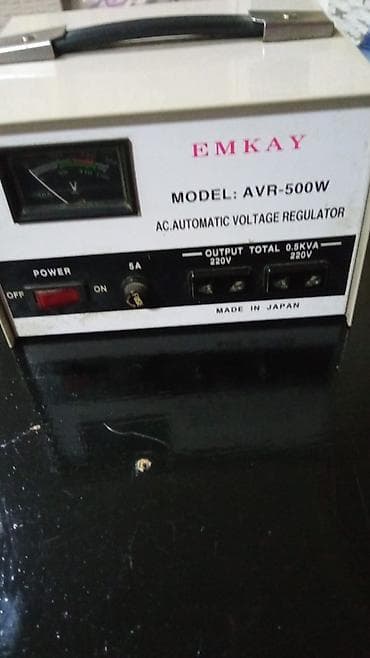 EMKAY
MODEL: AVR-500W
AC.AUTOMATIC VOLTAGE REGULATOR
V
OUTPUT TOTAL 0.5KVA
220V 220V
POWER 5A
OFF ON
MADE IN JAPAN